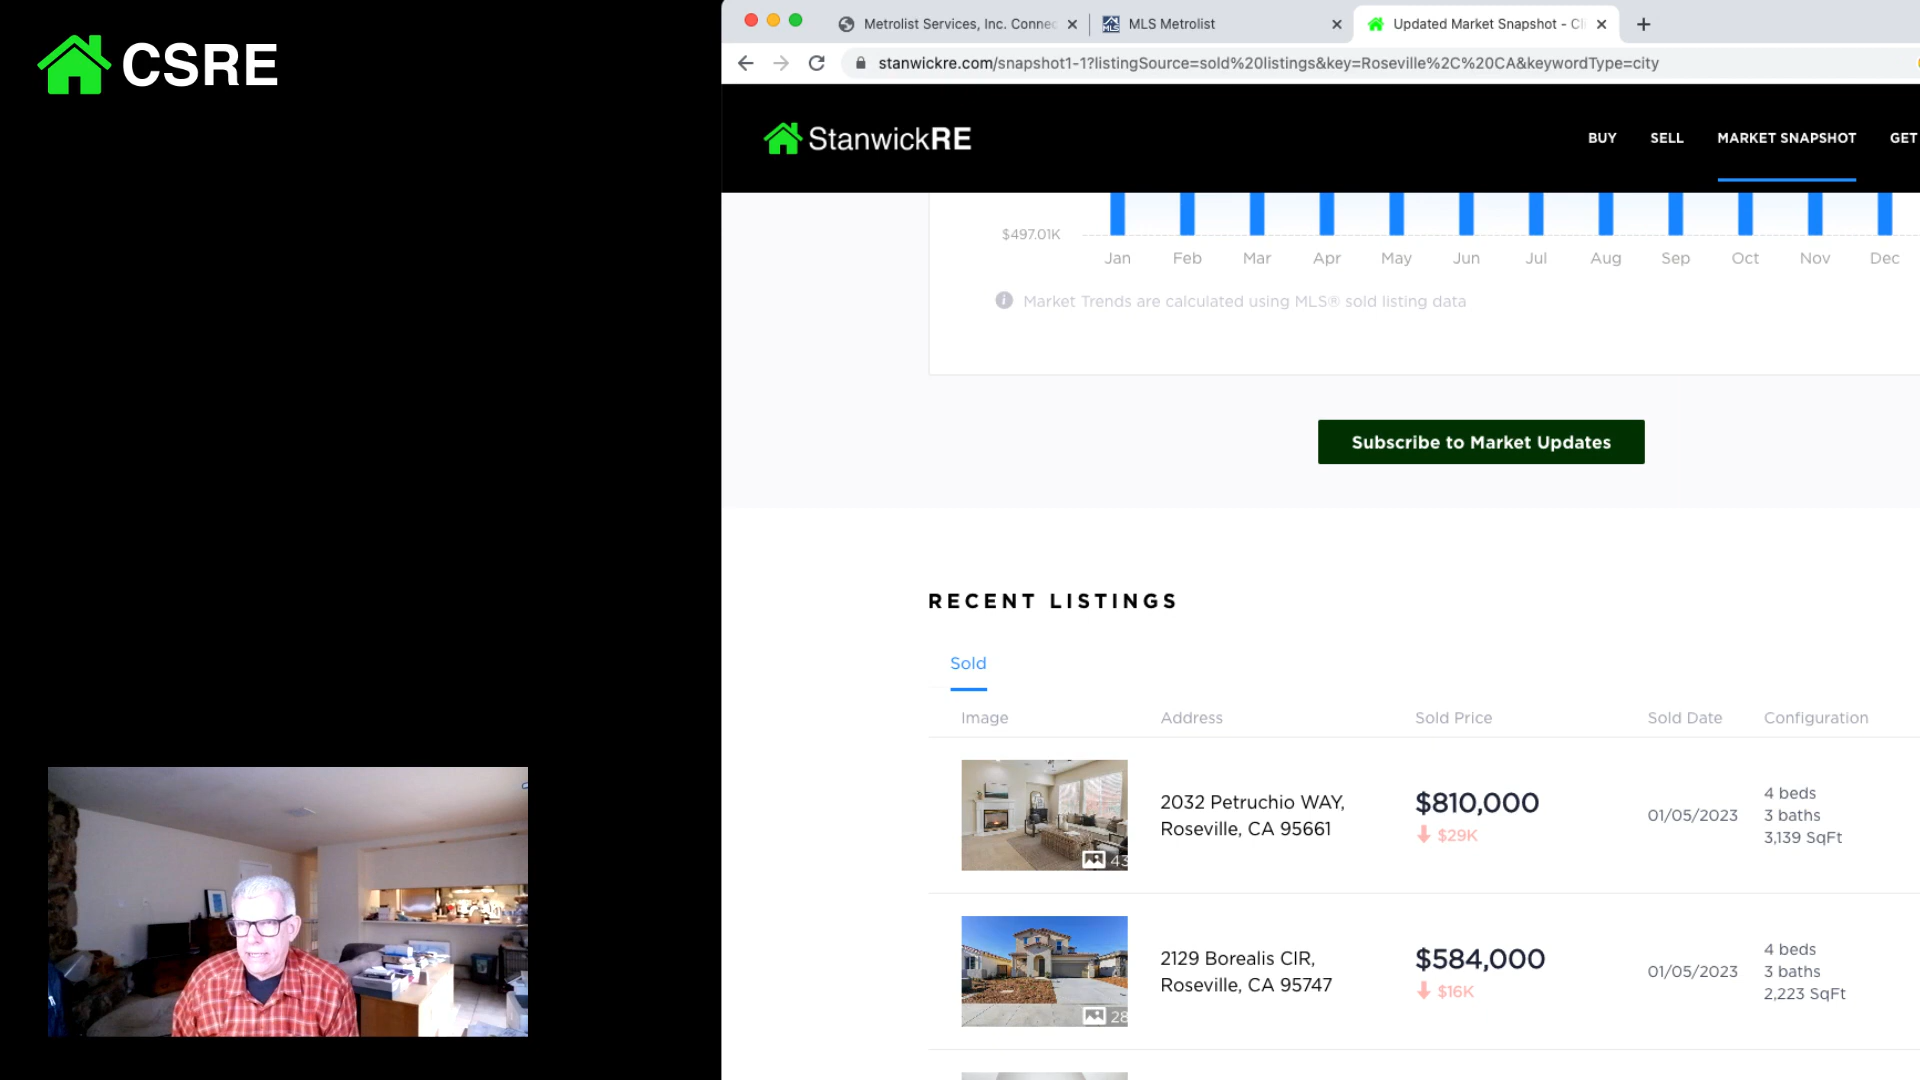 CSRE
Metrolist Services, Inc. Connec
MLS Metrolist
Updated Market Snapshot - Cl
stanwickre.com/snapshot1-1?listingSource=sold%20listings&key=Roseville%2C%20CA&keywordType=city
StanwickRE
BUY SELL MARKET SNAPSHOT GET
$497.01K
Jan Feb Mar Apr May Jun Jul Aug Sep Oct Nov Dec
Market Trends are calculated using MLS® sold listing data
Subscribe to Market Updates
RECENT LISTINGS
Sold
Image Address Sold Price Sold Date Configuration
43
2032 Petruchio WAY,
Roseville, CA 95661
$810,000
$29K
01/05/2023
4 beds
3 baths
3,139 SqFt
28
2129 Borealis CIR,
Roseville, CA 95747
$584,000
$16K
01/05/2023
4 beds
3 baths
2,223 SqFt